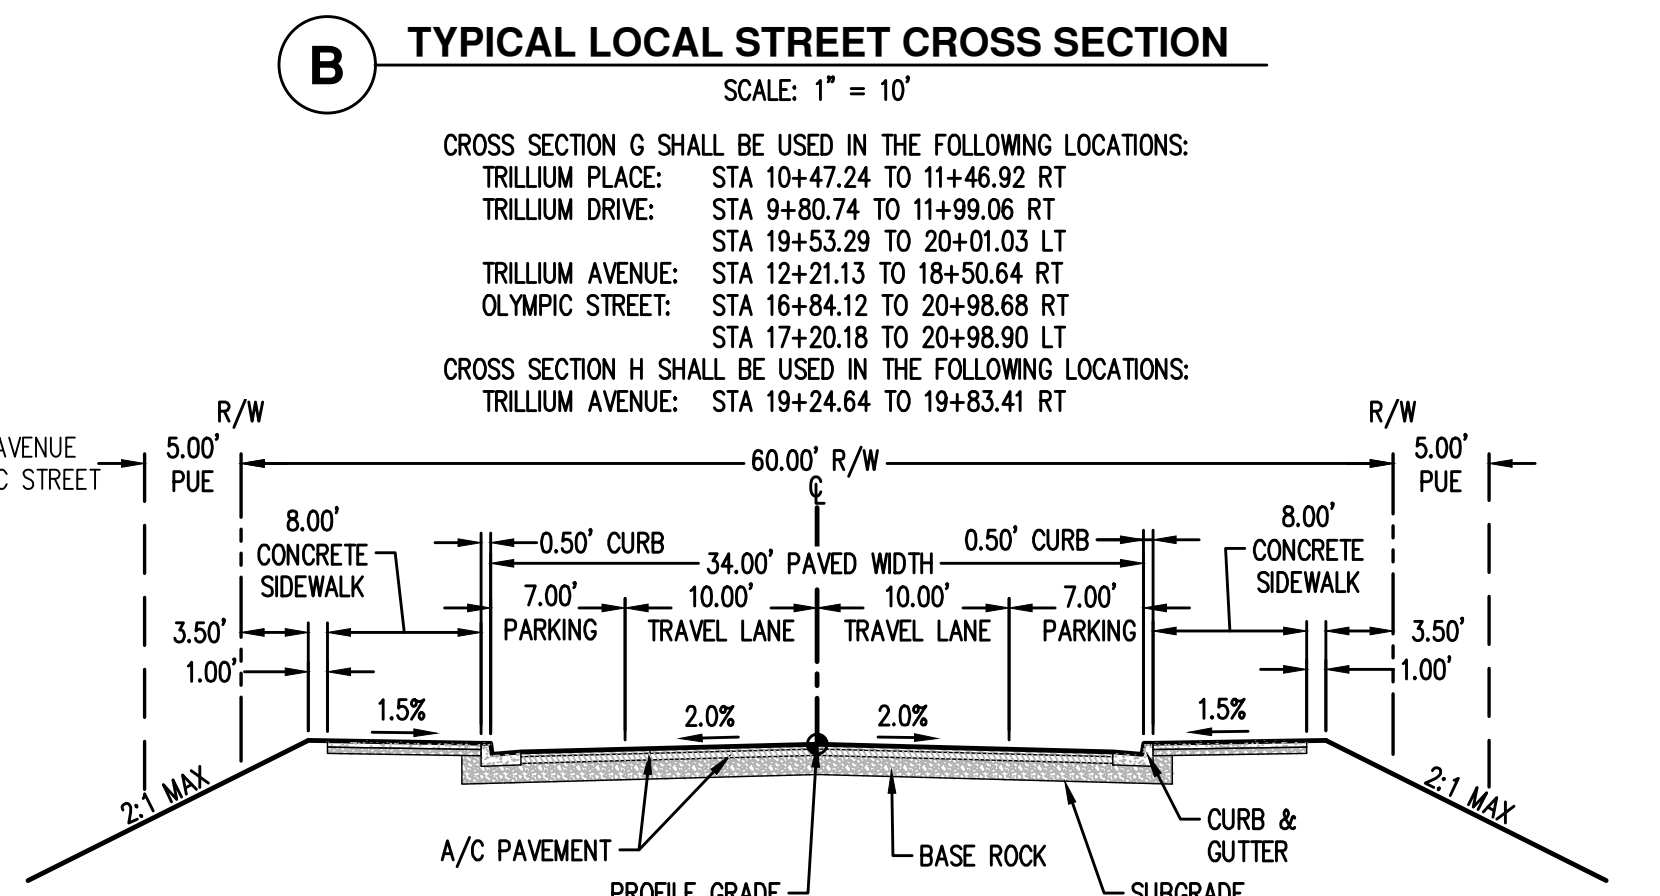 B
TYPICAL LOCAL STREET CROSS SECTION
SCALE: 1" = 10'
CROSS SECTION G SHALL BE USED IN THE FOLLOWING LOCATIONS:
TRILLIUM PLACE: STA 10+47.24 TO 11+46.92 RT
TRILLIUM DRIVE: STA 9+80.74 TO 11+99.06 RT
STA 19+53.29 TO 20+01.03 LT
TRILLIUM AVENUE: STA 12+21.13 TO 18+50.64 RT
OLYMPIC STREET: STA 16+84.12 TO 20+98.68 RT
STA 17+20.18 TO 20+98.90 LT
CROSS SECTION H SHALL BE USED IN THE FOLLOWING LOCATIONS:
TRILLIUM AVENUE: STA 19+24.64 TO 19+83.41 RT
R/W R/W
AVENUE 5.00' 60.00' R/W 5.00'
C STREET PUE ℄ PUE
8.00' 8.00'
CONCRETE 0.50' CURB 0.50' CURB CONCRETE
SIDEWALK 34.00' PAVED WIDTH SIDEWALK
7.00' 10.00' 10.00' 7.00'
3.50' PARKING TRAVEL LANE TRAVEL LANE PARKING 3.50'
1.00' 1.00'
1.5% 2.0% 2.0% 1.5%
2:1 MAX 2:1 MAX
CURB &
A/C PAVEMENT BASE ROCK GUTTER
PROFILE GRADE SUBGRADE